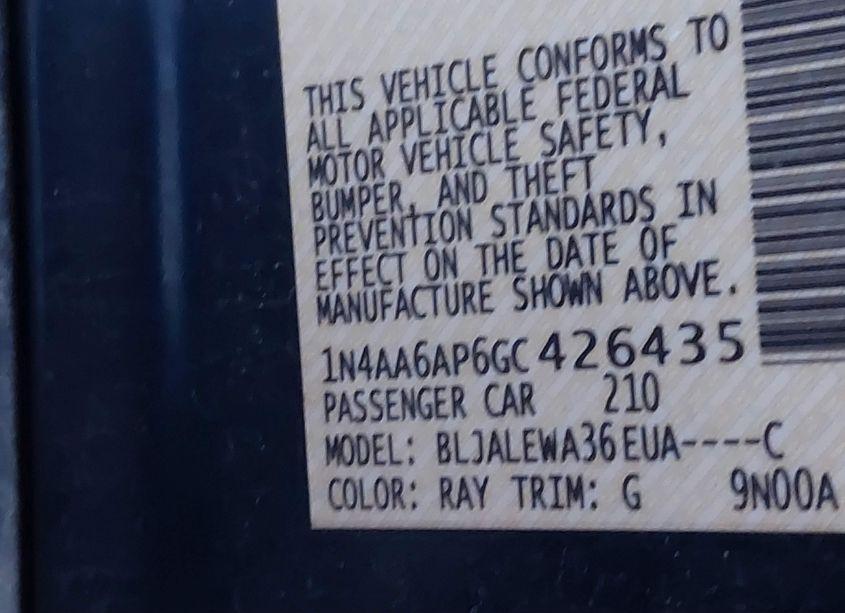 THIS VEHICLE CONFORMS TO
ALL APPLICABLE FEDERAL
MOTOR VEHICLE SAFETY,
BUMPER, AND THEFT
PREVENTION STANDARDS IN
EFFECT ON THE DATE OF
MANUFACTURE SHOWN ABOVE.
1N4AA6AP6GC426435
PASSENGER CAR 210
MODEL: BLJALEWA36EUA----C
COLOR: RAY TRIM: G 9N00A